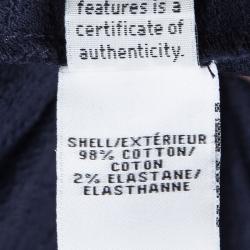 features is a
certificate of
authenticity.
SHELL/EXTÉRIEUR
98% COTTON/
COTON
2% ELASTANE/
ELASTHANNE